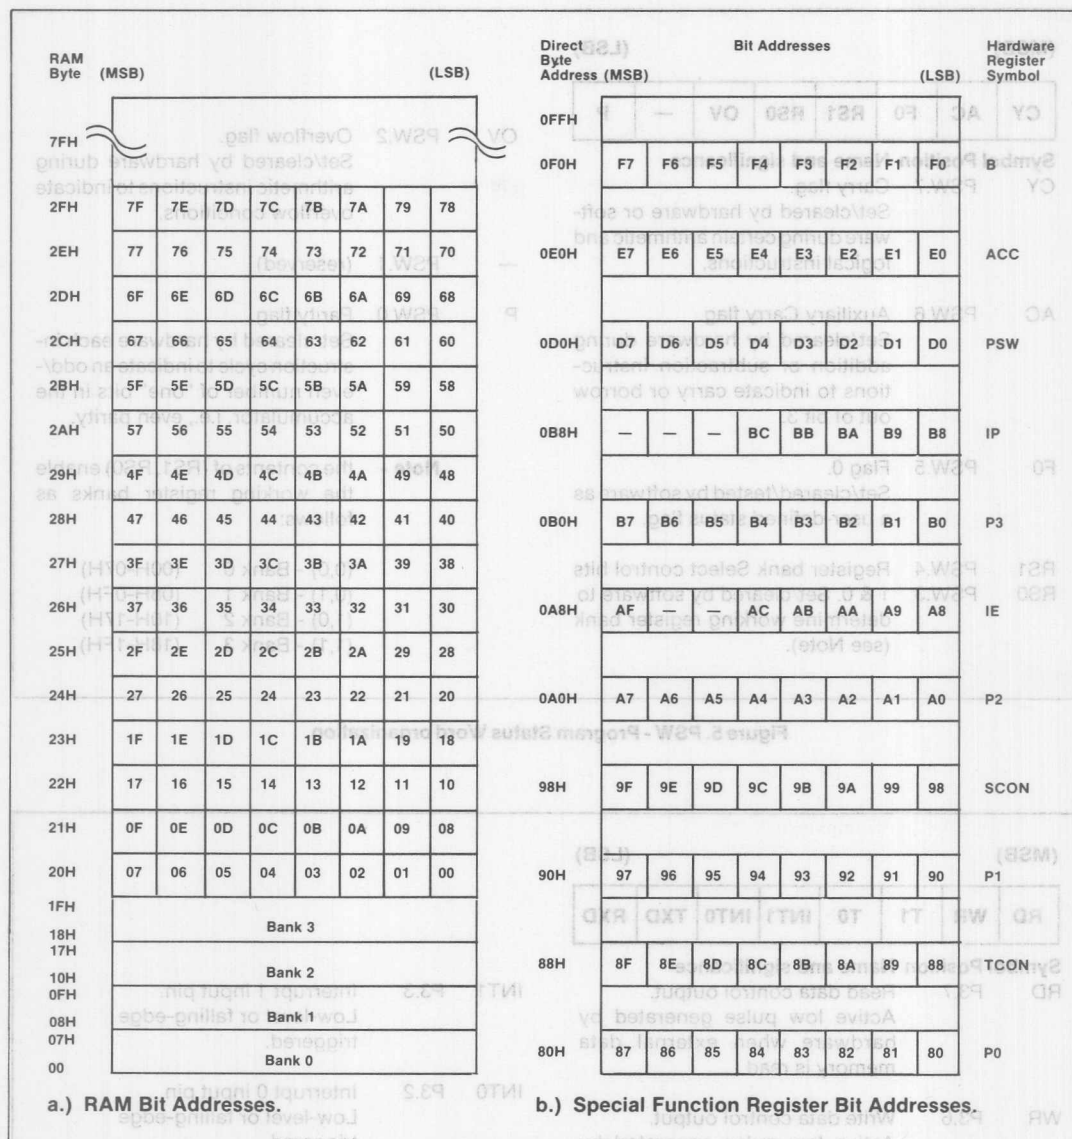 RAM
Byte (MSB) (LSB)
7FH
2FH 7F 7E 7D 7C 7B 7A 79 78
2EH 77 76 75 74 73 72 71 70
2DH 6F 6E 6D 6C 6B 6A 69 68
2CH 67 66 65 64 63 62 61 60
2BH 5F 5E 5D 5C 5B 5A 59 58
2AH 57 56 55 54 53 52 51 50
29H 4F 4E 4D 4C 4B 4A 49 48
28H 47 46 45 44 43 42 41 40
27H 3F 3E 3D 3C 3B 3A 39 38
26H 37 36 35 34 33 32 31 30
25H 2F 2E 2D 2C 2B 2A 29 28
24H 27 26 25 24 23 22 21 20
23H 1F 1E 1D 1C 1B 1A 19 18
22H 17 16 15 14 13 12 11 10
21H 0F 0E 0D 0C 0B 0A 09 08
20H 07 06 05 04 03 02 01 00
1FH
Bank 3
18H
17H
Bank 2
10H
0FH
Bank 1
08H
07H
Bank 0
00
a.) RAM Bit Addresses.
Direct Bit Addresses Hardware
Byte Register
Address (MSB) (LSB) Symbol
0FFH
0F0H F7 F6 F5 F4 F3 F2 F1 F0 B
0E0H E7 E6 E5 E4 E3 E2 E1 E0 ACC
0D0H D7 D6 D5 D4 D3 D2 D1 D0 PSW
0B8H — — — BC BB BA B9 B8 IP
0B0H B7 B6 B5 B4 B3 B2 B1 B0 P3
0A8H AF — — AC AB AA A9 A8 IE
0A0H A7 A6 A5 A4 A3 A2 A1 A0 P2
98H 9F 9E 9D 9C 9B 9A 99 98 SCON
90H 97 96 95 94 93 92 91 90 P1
88H 8F 8E 8D 8C 8B 8A 89 88 TCON
80H 87 86 85 84 83 82 81 80 P0
b.) Special Function Register Bit Addresses.